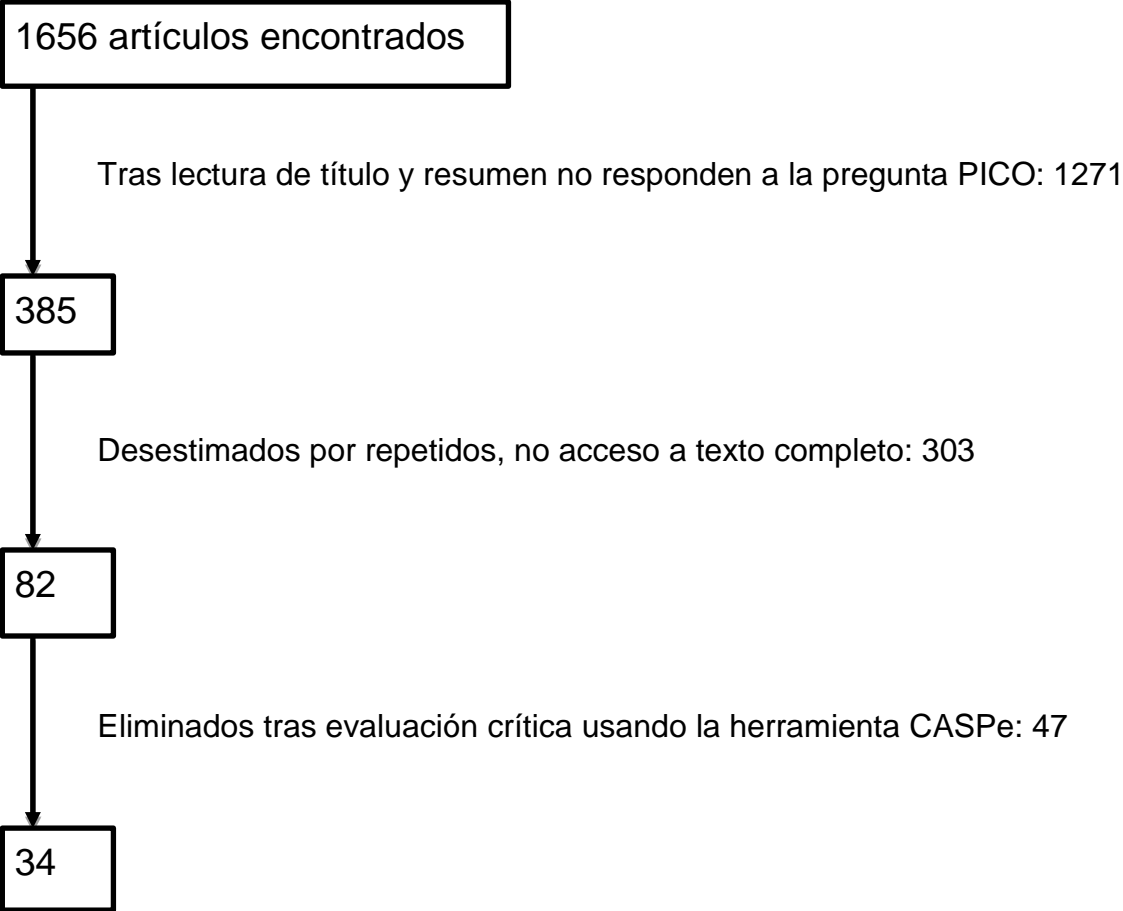 1656 artículos encontrados
Tras lectura de título y resumen no responden a la pregunta PICO: 1271
385
Desestimados por repetidos, no acceso a texto completo: 303
82
Eliminados tras evaluación crítica usando la herramienta CASPe: 47
34